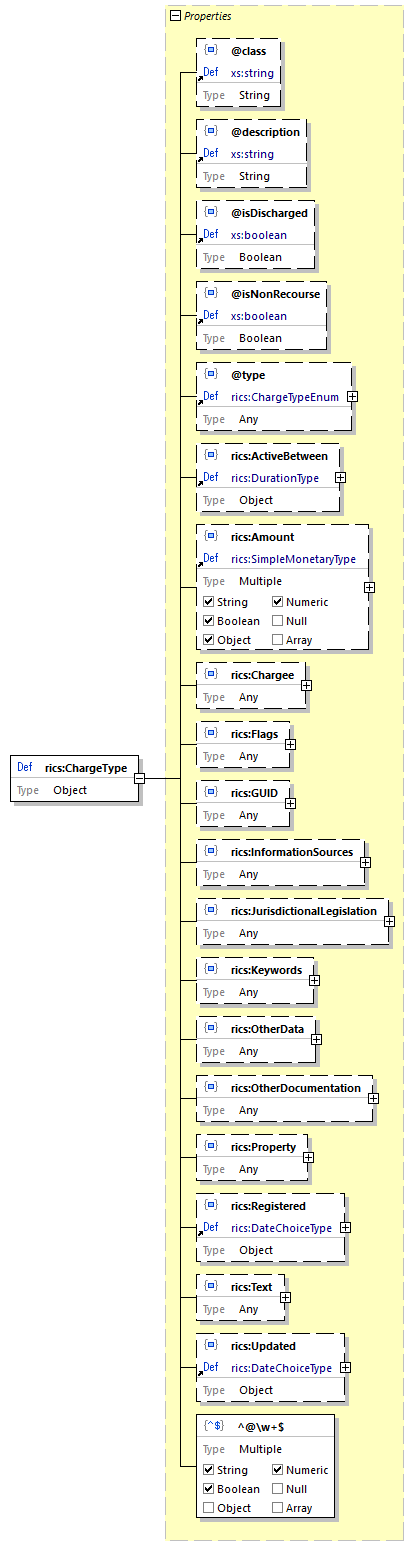 Properties
@class
Def xs:string
Type String
@description
Def xs:string
Type String
@isDischarged
Def xs:boolean
Type Boolean
@isNonRecourse
Def xs:boolean
Type Boolean
@type
Def rics:ChargeTypeEnum
Type Any
rics:ActiveBetween
Def rics:DurationType
Type Object
rics:Amount
Def rics:SimpleMonetaryType
Type Multiple
String Numeric
Boolean Null
Object Array
rics:Chargee
Type Any
rics:Flags
Type Any
Def rics:ChargeType
Type Object
rics:GUID
Type Any
rics:InformationSources
Type Any
rics:JurisdictionalLegislation
Type Any
rics:Keywords
Type Any
rics:OtherData
Type Any
rics:OtherDocumentation
Type Any
rics:Property
Type Any
rics:Registered
Def rics:DateChoiceType
Type Object
rics:Text
Type Any
rics:Updated
Def rics:DateChoiceType
Type Object
{^$} ^@\w+$
Type Multiple
String Numeric
Boolean Null
Object Array